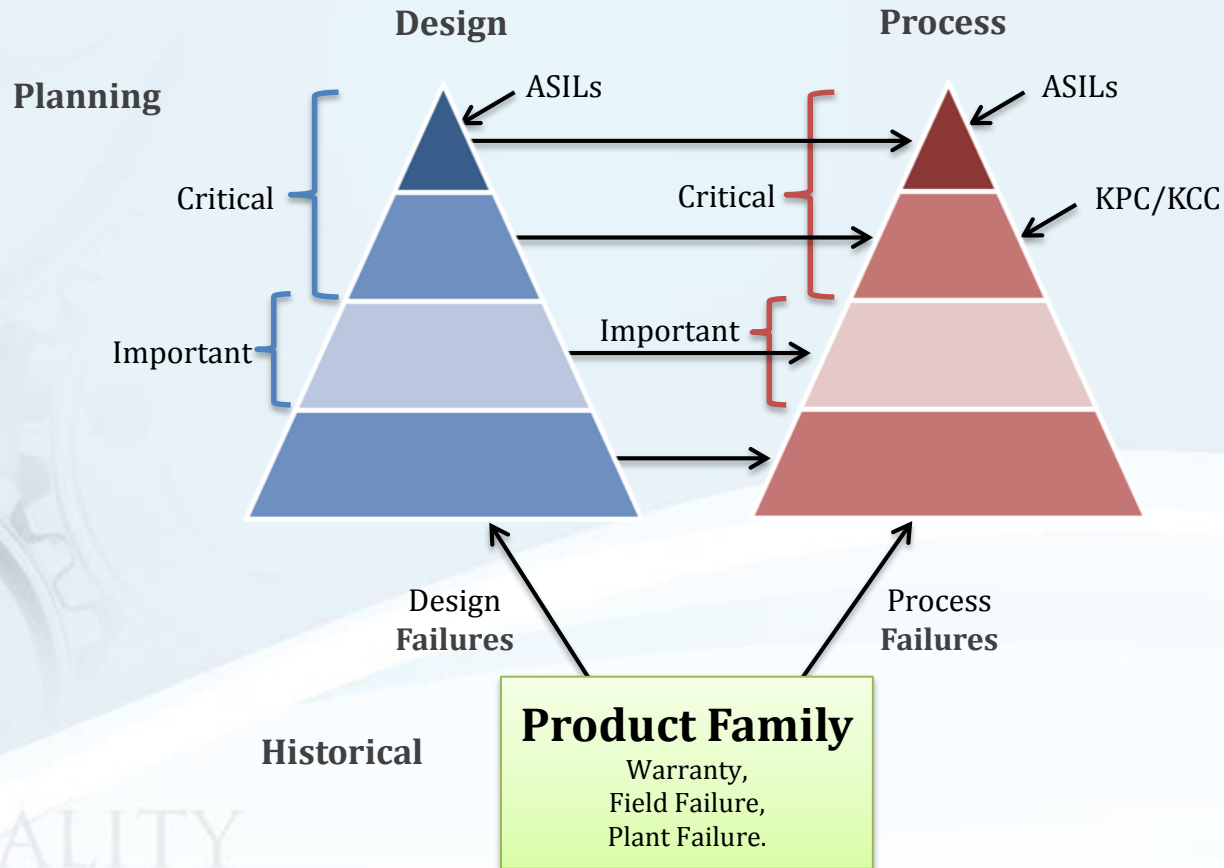 Design
Process
Planning
ASILs
ASILs
Critical
Critical
KPC/KCC
Important
Important
Design
Failures
Process
Failures
Product Family
Warranty,
Field Failure,
Plant Failure.
Historical
ALITY